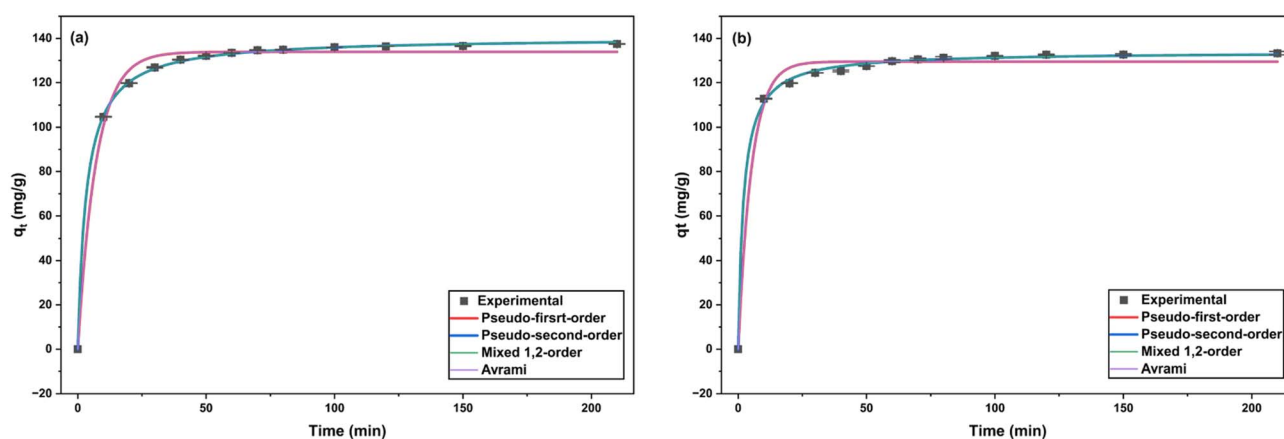 (a)
140
120
100
80
60
40
20
0
−20
qt (mg/g)
0 50 100 150 200
Time (min)
Experimental
Pseudo-firsrt-order
Pseudo-second-order
Mixed 1,2-order
Avrami
(b)
140
120
100
80
60
40
20
0
−20
qt (mg/g)
0 50 100 150 200
Time (min)
Experimental
Pseudo-first-order
Pseudo-second-order
Mixed 1,2-order
Avrami